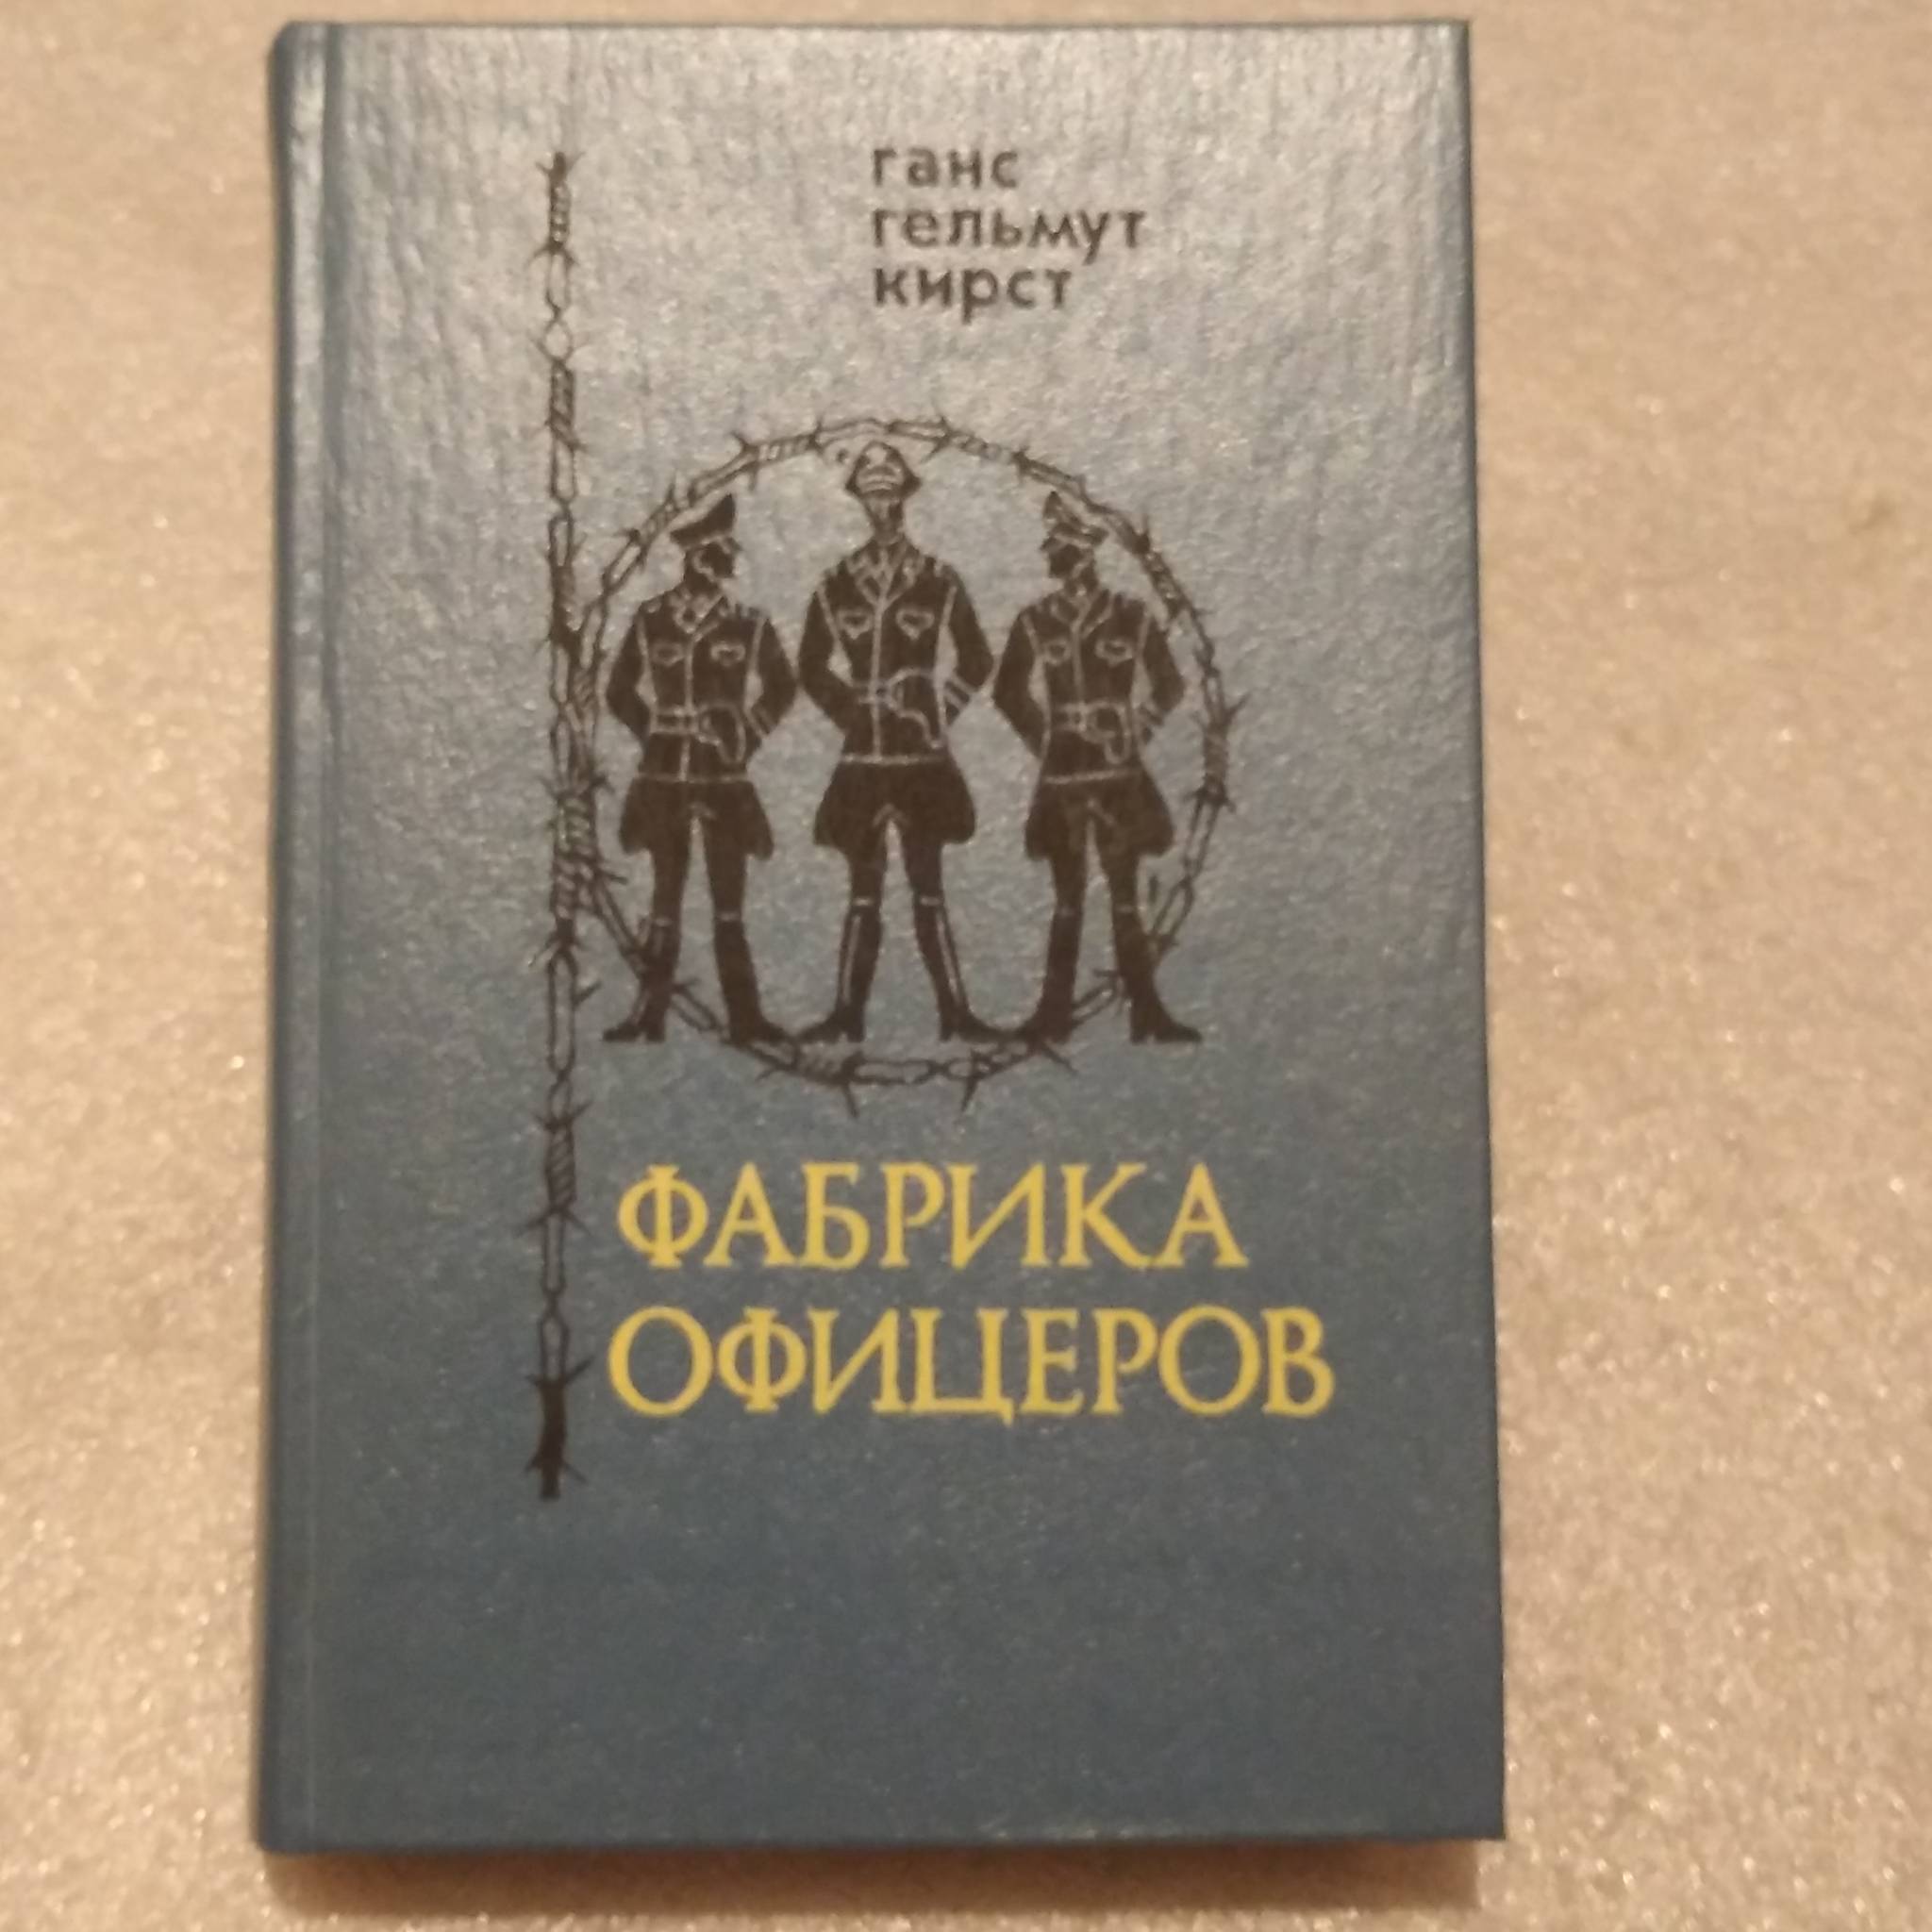 ганс
гельмут
кирст
ФАБРИКА
ОФИЦЕРОВ